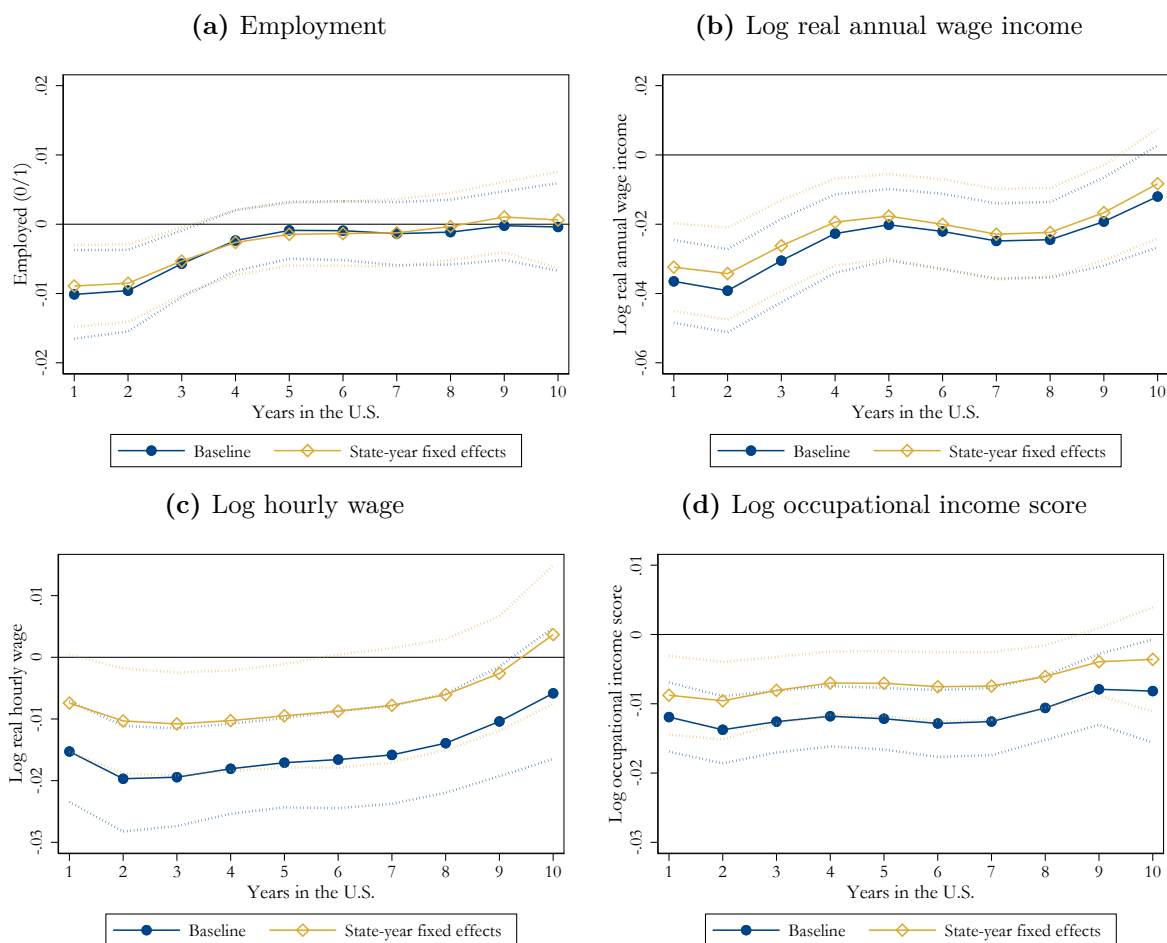 (a) Employment
.02
.01
0
-.01
-.02
Employed (0/1)
1 2 3 4 5 6 7 8 9 10
Years in the U.S.
Baseline State-year fixed effects
(b) Log real annual wage income
.02
0
-.02
-.04
-.06
Log real annual wage income
1 2 3 4 5 6 7 8 9 10
Years in the U.S.
Baseline State-year fixed effects
(c) Log hourly wage
.01
0
-.01
-.02
-.03
Log real hourly wage
1 2 3 4 5 6 7 8 9 10
Years in the U.S.
Baseline State-year fixed effects
(d) Log occupational income score
.01
0
-.01
-.02
-.03
Log occupational income score
1 2 3 4 5 6 7 8 9 10
Years in the U.S.
Baseline State-year fixed effects